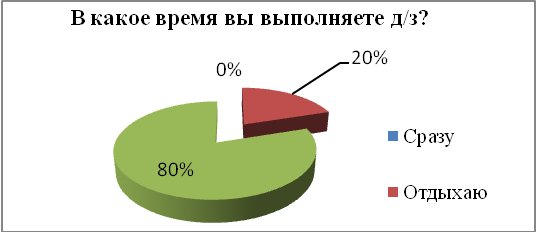 В какое время вы выполняете д/з?
0%
20%
80%
Сразу
Отдыхаю